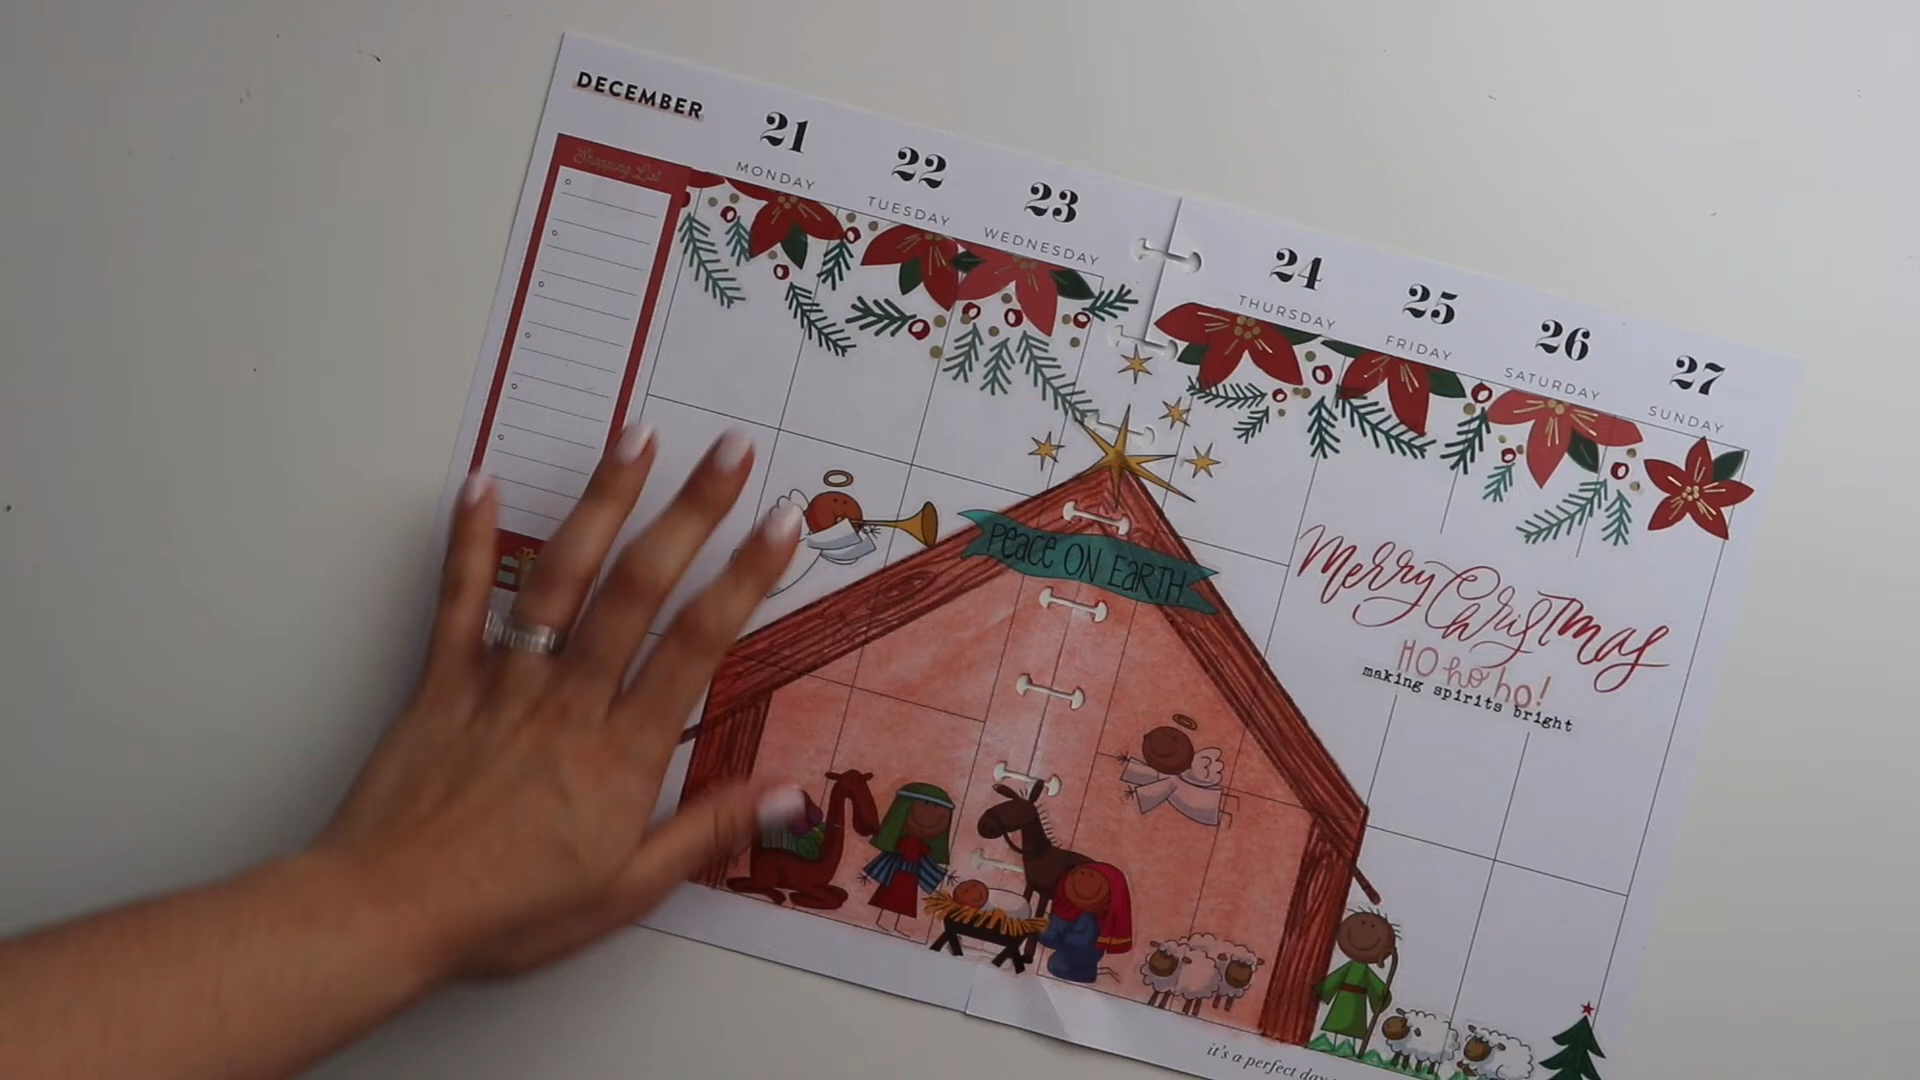 DECEMBER
Shopping List
21
MONDAY
22
TUESDAY
23
WEDNESDAY
24
THURSDAY
25
FRIDAY
26
SATURDAY
27
SUNDAY
Peace ON EaRTH
Merry Christmas
HO ho ho!
making spirits bright
it's a perfect day